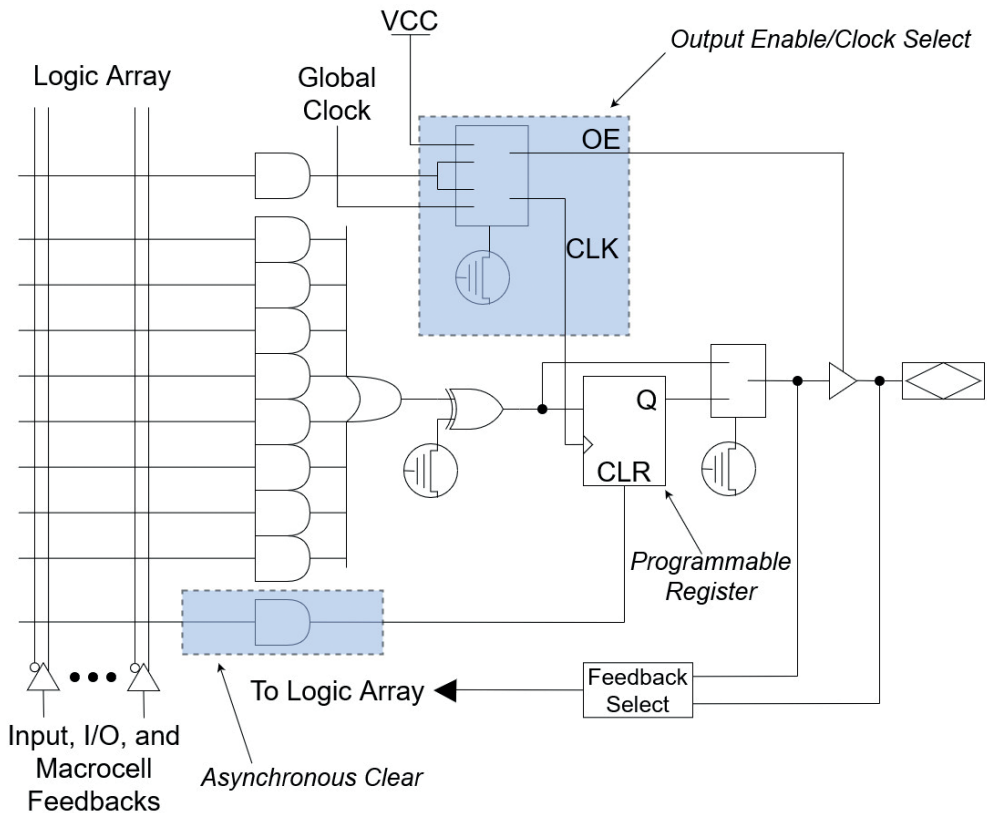 VCC
Output Enable/Clock Select
Logic Array
Global
Clock
OE
CLK
Q
CLR
Programmable
Register
To Logic Array
Feedback
Select
Input, I/O, and
Macrocell
Feedbacks
Asynchronous Clear